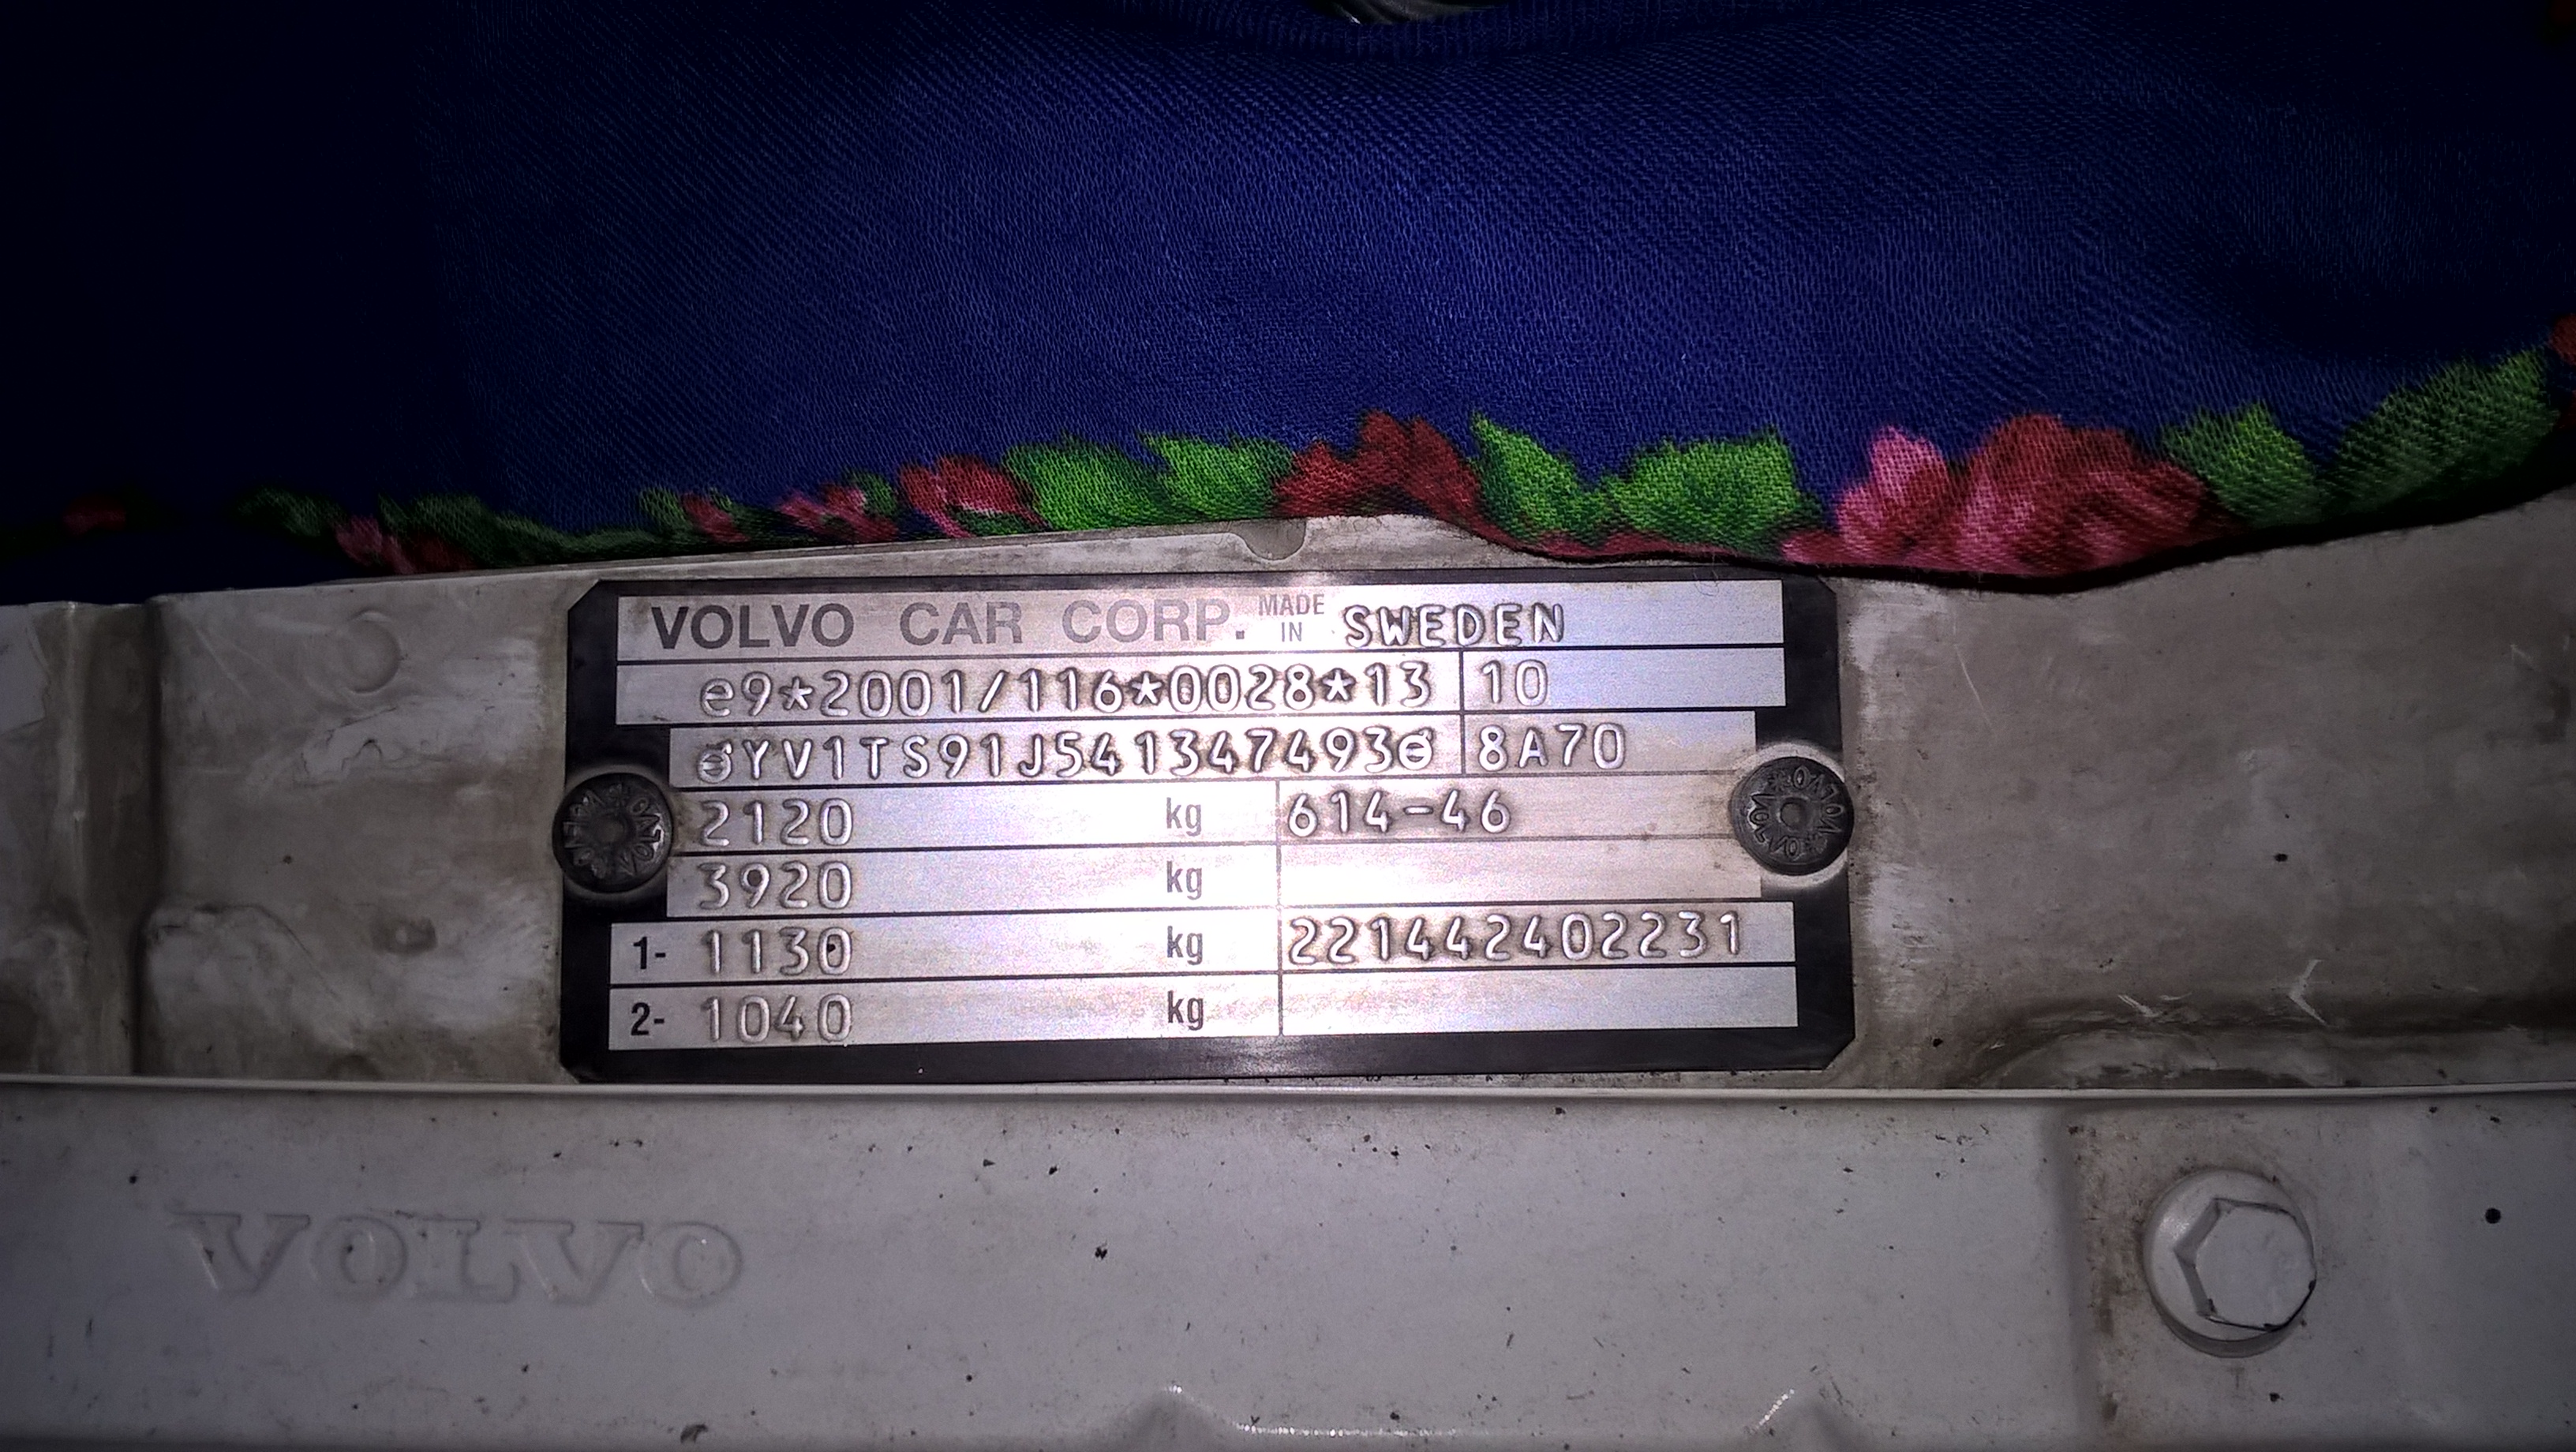 VOLVO CAR CORP. MADE IN SWEDEN
e9*2001/116*0028*13 10
YV1TS91J541347493 8A70
2120 kg 614-46
3920 kg
1- 1130 kg 221442402231
2- 1040 kg
VOLVO